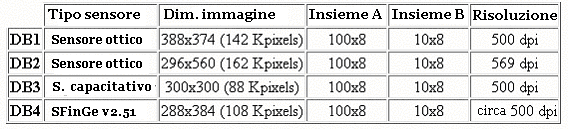 Tipo sensore Dim. immagine Insieme A Insieme B Risoluzione
DB1 Sensore ottico 388x374 (142 Kpixels) 100x8 10x8 500 dpi
DB2 Sensore ottico 296x560 (162 Kpixels) 100x8 10x8 569 dpi
DB3 S. capacitativo 300x300 (88 Kpixels) 100x8 10x8 500 dpi
DB4 SFinGe v2.51 288x384 (108 Kpixels) 100x8 10x8 circa 500 dpi